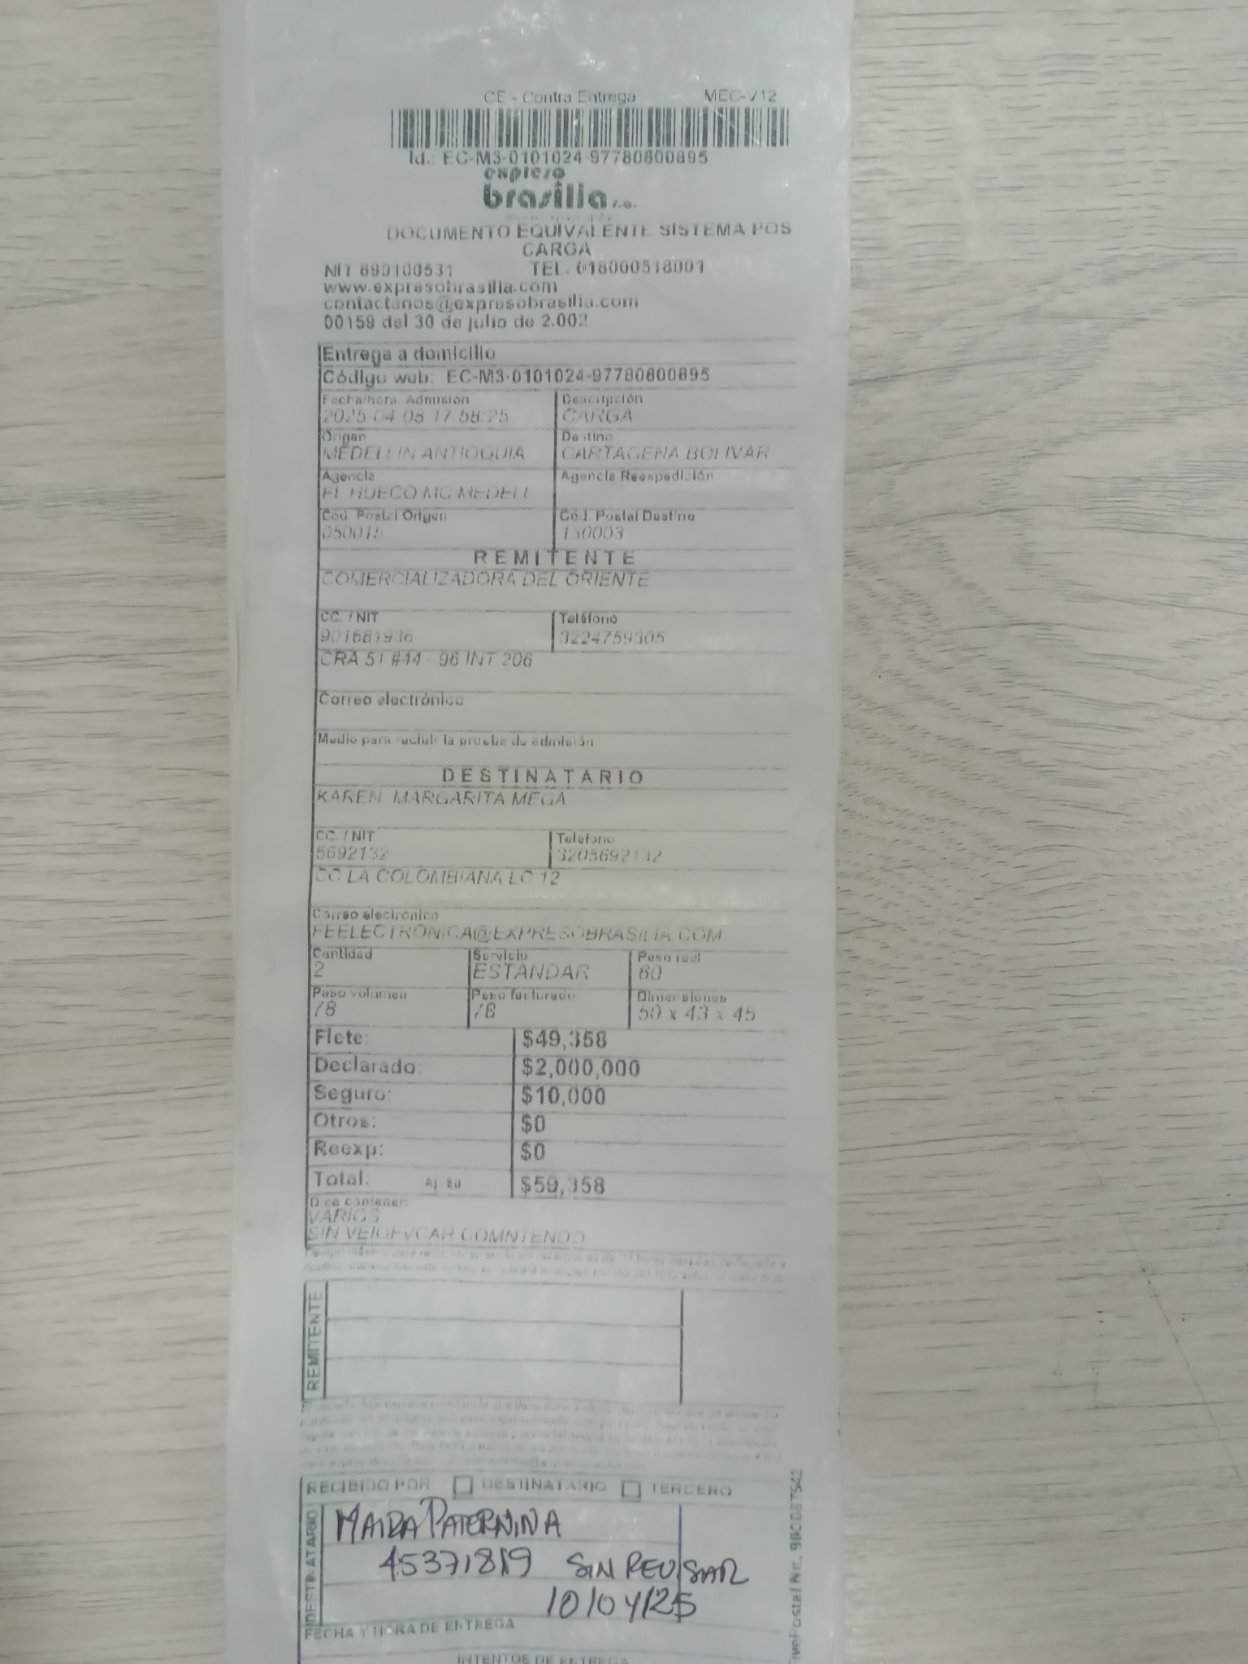 CE - Contra Entrega MEC-V12
Id.: EC-M3-0101024-97780800895
expreso
brasilia s.a.
DOCUMENTO EQUIVALENTE SISTEMA POS
CARGA
NIT 890100531 TEL. 018000518001
www.expresobrasilia.com
contactanos@expresobrasilia.com
00159 del 30 de julio de 2.002
Entrega a domicilio
Código web: EC-M3-0101024-97780800895
Fecha/hora Admisión Descripción
2025-04-08 17:58:25 CARGA
Origen Destino
MEDELLIN ANTIOQUIA CARTAGENA BOLIVAR
Agencia Agencia Reexpedición
EL HUECO MG MEDELL
Cód. Postal Origen Cód. Postal Destino
050015 130003
REMITENTE
COMERCIALIZADORA DEL ORIENTE
CC. / NIT Teléfono
901681936 3224759305
CRA 51 #44 - 96 INT 206
Correo electrónico
Medio para recibir la prueba de admisión
DESTINATARIO
KAREN MARGARITA MEGA
CC. / NIT Teléfono
5692132 3205692132
CC LA COLOMBIANA LC 12
Correo electrónico
FEELECTRONICA@EXPRESOBRASILIA.COM
Cantidad Servicio Peso real
2 ESTANDAR 60
Peso volumen Peso facturado Dimensiones
78 78 50 x 43 x 45
Flete: $49,358
Declarado: $2,000,000
Seguro: $10,000
Otros: $0
Reexp: $0
Total: Aj. $0 $59,358
Dice contener:
VARIOS
SIN VEIOFVCAR COMNTENDO
REMITENTE
RECIBIDO POR DESTINATARIO TERCERO
DESTINATARIO
MAIRA PATERNINA
45371819 SIN REVISAR
10/04/25
FECHA Y HORA DE ENTREGA
INTENTOS DE ENTREGA